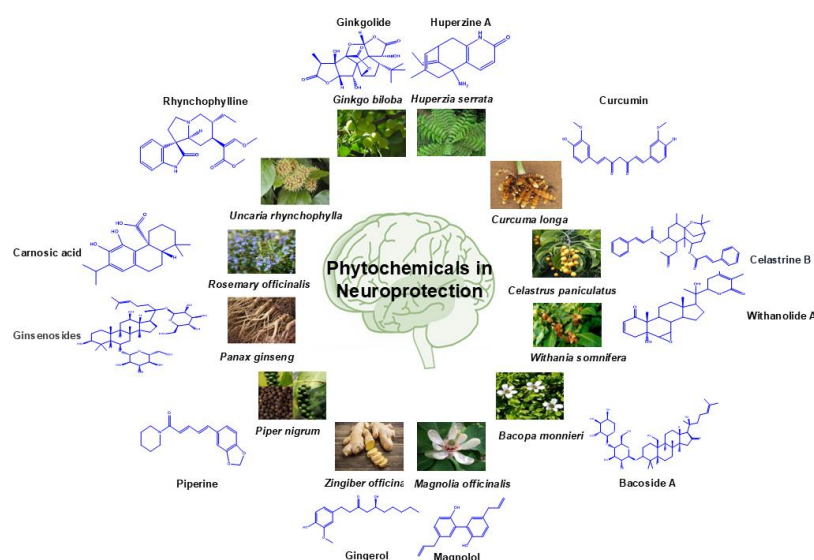 Ginkgolide
Huperzine A
Ginkgo biloba
Huperzia serrata
Rhynchophylline
Curcumin
Uncaria rhynchophylla
Curcuma longa
Carnosic acid
Rosemary officinalis
Phytochemicals in
Neuroprotection
Celastrus paniculatus
Celastrine B
Ginsenosides
Panax ginseng
Withania somnifera
Withanolide A
Piper nigrum
Bacopa monnieri
Piperine
Zingiber officina
Magnolia officinalis
Bacoside A
Gingerol
Magnolol